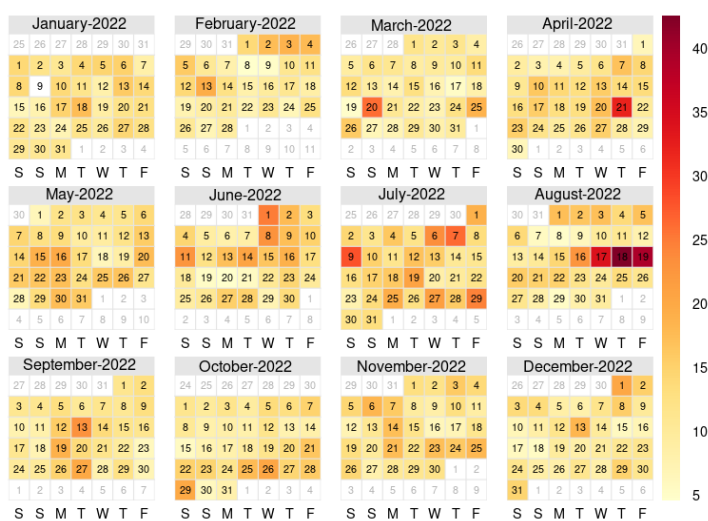 January-2022
25 26 27 28 29 30 31
1 2 3 4 5 6 7
8 9 10 11 12 13 14
15 16 17 18 19 20 21
22 23 24 25 26 27 28
29 30 31 1 2 3 4
S S M T W T F
February-2022
29 30 31 1 2 3 4
5 6 7 8 9 10 11
12 13 14 15 16 17 18
19 20 21 22 23 24 25
26 27 28 1 2 3 4
5 6 7 8 9 10 11
S S M T W T F
March-2022
26 27 28 1 2 3 4
5 6 7 8 9 10 11
12 13 14 15 16 17 18
19 20 21 22 23 24 25
26 27 28 29 30 31 1
2 3 4 5 6 7 8
S S M T W T F
April-2022
26 27 28 29 30 31 1
2 3 4 5 6 7 8
9 10 11 12 13 14 15
16 17 18 19 20 21 22
23 24 25 26 27 28 29
30 1 2 3 4 5 6
S S M T W T F
May-2022
30 1 2 3 4 5 6
7 8 9 10 11 12 13
14 15 16 17 18 19 20
21 22 23 24 25 26 27
28 29 30 31 1 2 3
4 5 6 7 8 9 10
S S M T W T F
June-2022
28 29 30 31 1 2 3
4 5 6 7 8 9 10
11 12 13 14 15 16 17
18 19 20 21 22 23 24
25 26 27 28 29 30 1
2 3 4 5 6 7 8
S S M T W T F
July-2022
25 26 27 28 29 30 1
2 3 4 5 6 7 8
9 10 11 12 13 14 15
16 17 18 19 20 21 22
23 24 25 26 27 28 29
30 31 1 2 3 4 5
S S M T W T F
August-2022
30 31 1 2 3 4 5
6 7 8 9 10 11 12
13 14 15 16 17 18 19
20 21 22 23 24 25 26
27 28 29 30 31 1 2
3 4 5 6 7 8 9
S S M T W T F
September-2022
27 28 29 30 31 1 2
3 4 5 6 7 8 9
10 11 12 13 14 15 16
17 18 19 20 21 22 23
24 25 26 27 28 29 30
1 2 3 4 5 6 7
S S M T W T F
October-2022
24 25 26 27 28 29 30
1 2 3 4 5 6 7
8 9 10 11 12 13 14
15 16 17 18 19 20 21
22 23 24 25 26 27 28
29 30 31 1 2 3 4
S S M T W T F
November-2022
29 30 31 1 2 3 4
5 6 7 8 9 10 11
12 13 14 15 16 17 18
19 20 21 22 23 24 25
26 27 28 29 30 1 2
3 4 5 6 7 8 9
S S M T W T F
December-2022
26 27 28 29 30 1 2
3 4 5 6 7 8 9
10 11 12 13 14 15 16
17 18 19 20 21 22 23
24 25 26 27 28 29 30
31 1 2 3 4 5 6
S S M T W T F
40
35
30
25
20
15
10
5